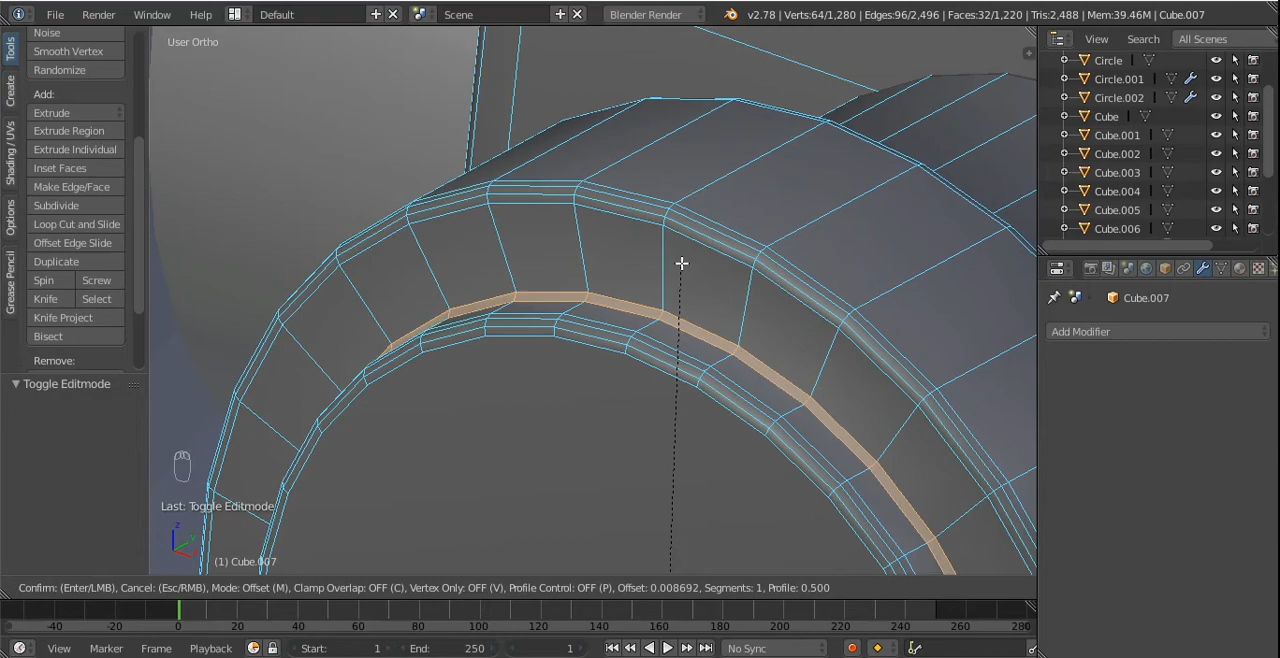 File Render Window Help Default Scene Blender Render v2.78 | Verts:64/1,280 | Edges:96/2,496 | Faces:32/1,220 | Tris:2,488 | Mem:39.46M | Cube.007
Tools
Create
Shading / UVs
Options
Grease Pencil
Noise
Smooth Vertex
Randomize
Add:
Extrude
Extrude Region
Extrude Individual
Inset Faces
Make Edge/Face
Subdivide
Loop Cut and Slide
Offset Edge Slide
Duplicate
Spin Screw
Knife Select
Knife Project
Bisect
Remove:
Toggle Editmode
User Ortho
Last: Toggle Editmode
z
y
(1) Cube.007
View Search All Scenes
Circle
Circle.001
Circle.002
Cube
Cube.001
Cube.002
Cube.003
Cube.004
Cube.005
Cube.006
Cube.007
Add Modifier
Confirm: (Enter/LMB), Cancel: (Esc/RMB), Mode: Offset (M), Clamp Overlap: OFF (C), Vertex Only: OFF (V), Profile Control: OFF (P), Offset: 0.008692, Segments: 1, Profile: 0.500
-40 -20 0 20 40 60 80 100 120 140 160 180 200 220 240 260 280
View Marker Frame Playback Start: 1 End: 250 1 No Sync